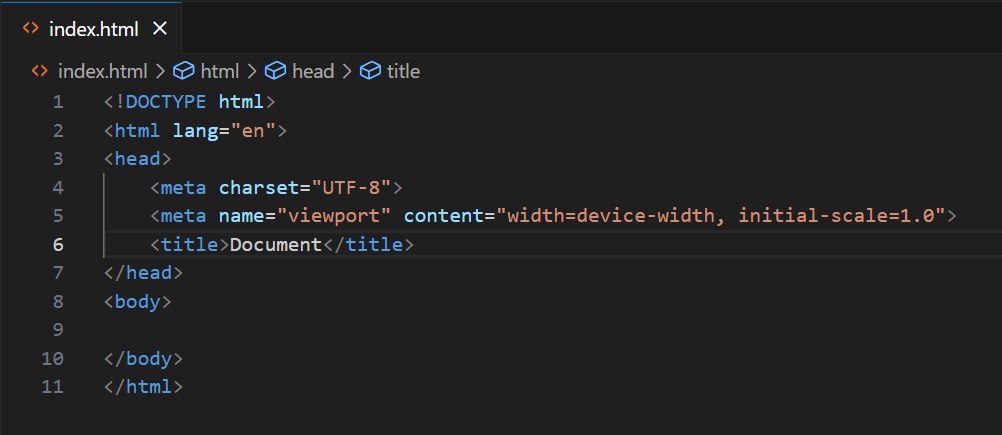 index.html
index.html > html > head > title
1 <!DOCTYPE html>
2 <html lang="en">
3 <head>
4     <meta charset="UTF-8">
5     <meta name="viewport" content="width=device-width, initial-scale=1.0">
6     <title>Document</title>
7 </head>
8 <body>
9
10 </body>
11 </html>